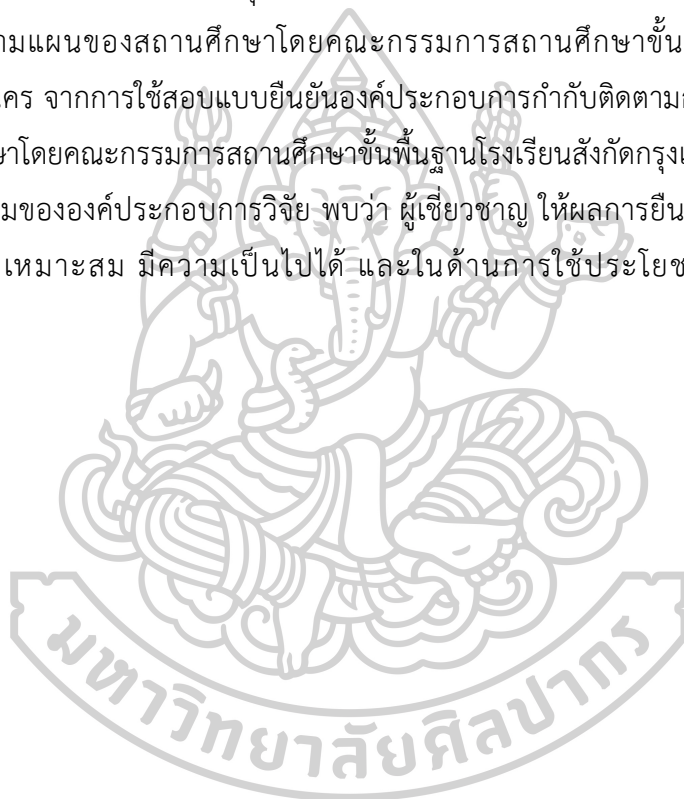 ามแผนของสถานศึกษาโดยคณะกรรมการสถานศึกษาขั้น
คร จากการใช้สอบแบบยืนยันองค์ประกอบการกำกับติดตาม
ษาโดยคณะกรรมการสถานศึกษาขั้นพื้นฐานโรงเรียนสังกัดกรุงเ
มขององค์ประกอบการวิจัย พบว่า ผู้เชี่ยวชาญ ให้ผลการยืน
เหมาะสม มีความเป็นไปได้ และในด้านการใช้ประโยช
มหาวิทยาลัยศิลปากร